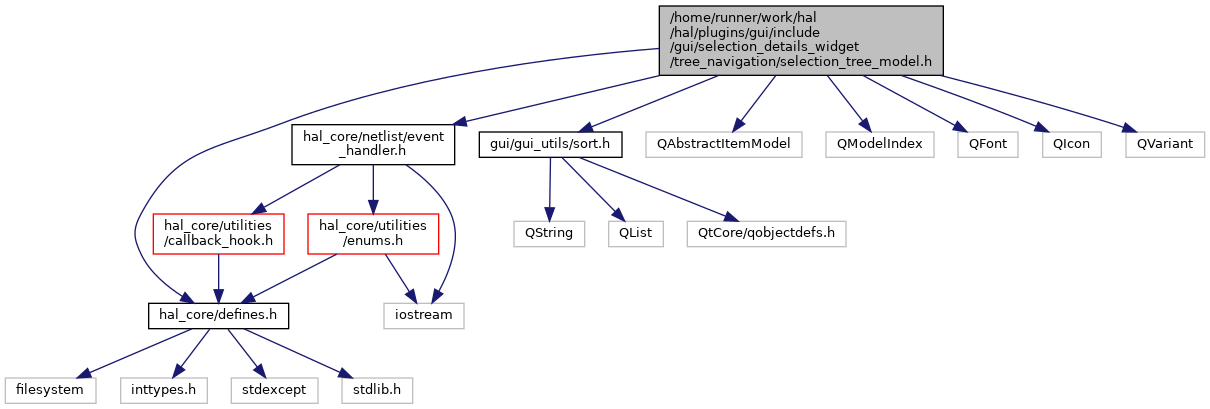 /home/runner/work/hal
/hal/plugins/gui/include
/gui/selection_details_widget
/tree_navigation/selection_tree_model.h
hal_core/netlist/event
_handler.h
gui/gui_utils/sort.h
QAbstractItemModel
QModelIndex
QFont
QIcon
QVariant
hal_core/utilities
/callback_hook.h
hal_core/utilities
/enums.h
QString
QList
QtCore/qobjectdefs.h
hal_core/defines.h
iostream
filesystem
inttypes.h
stdexcept
stdlib.h